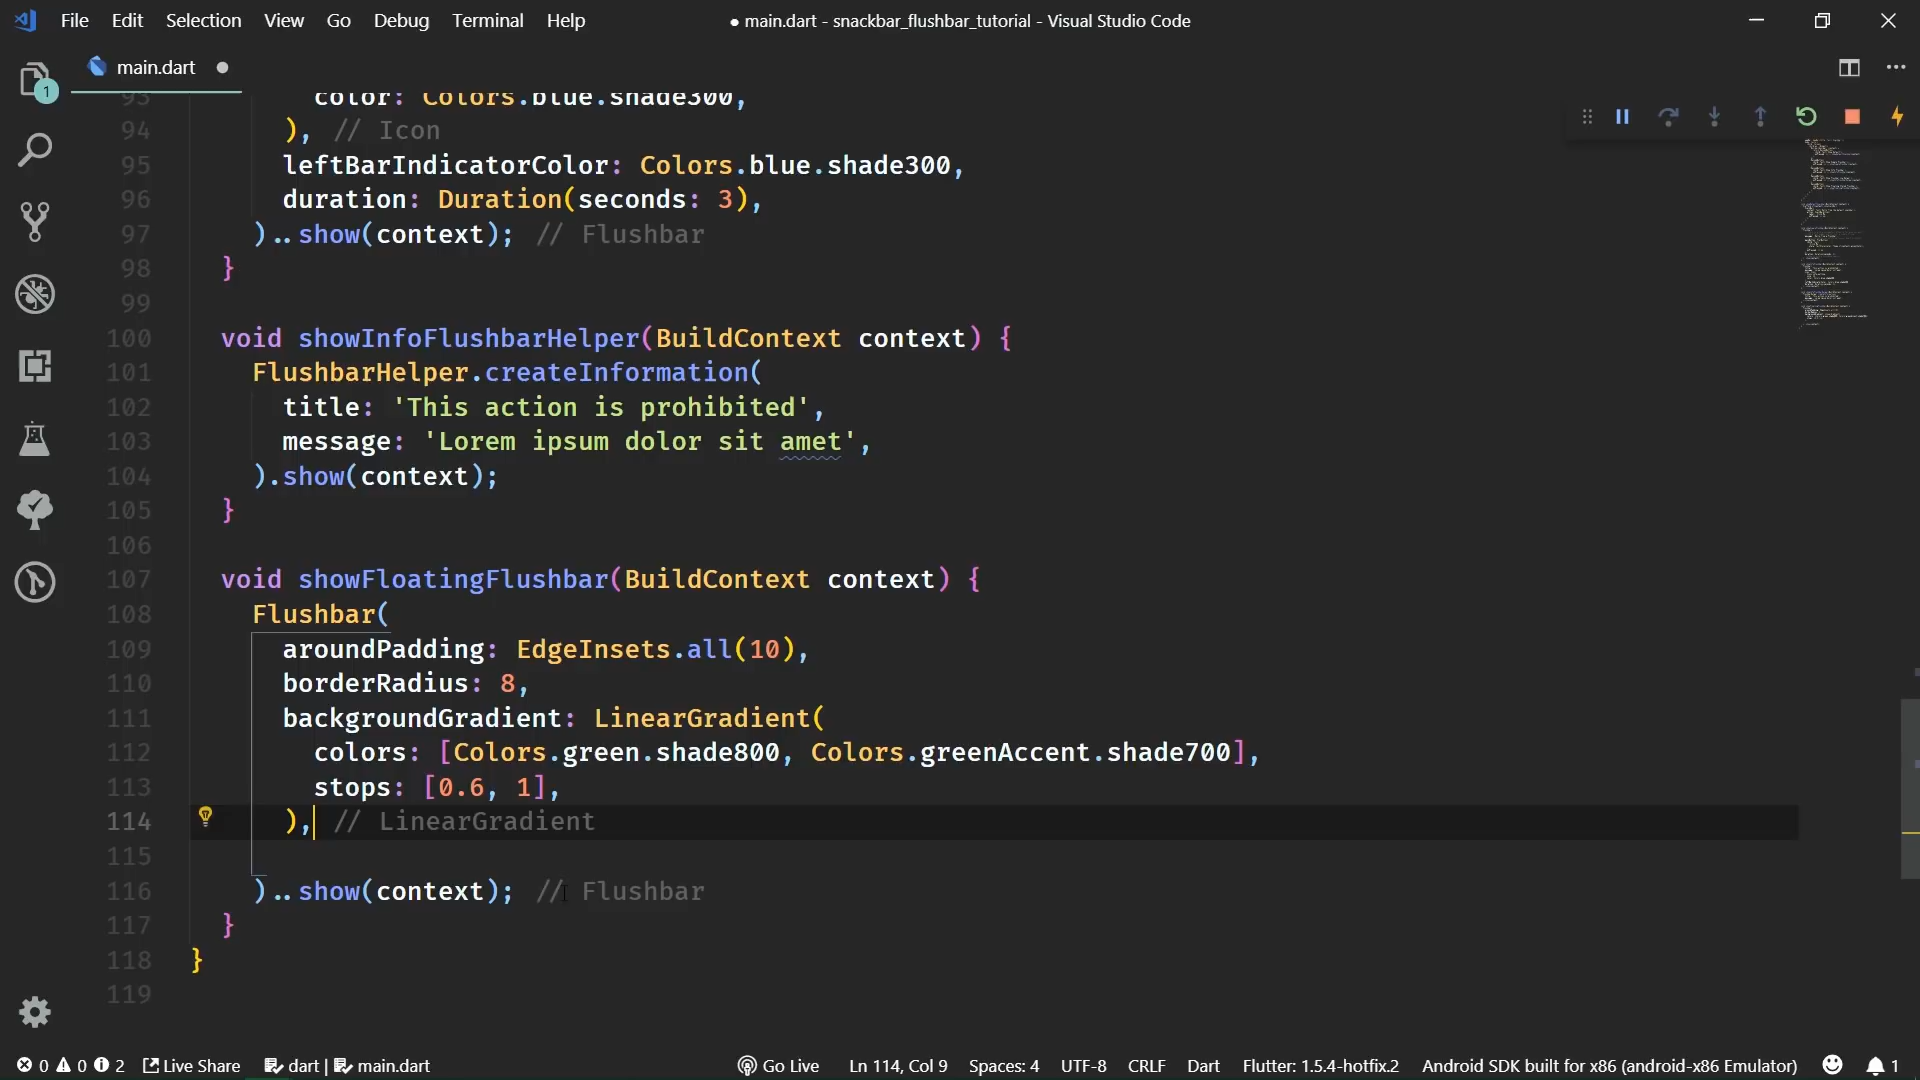 File Edit Selection View Go Debug Terminal Help
● main.dart - snackbar_flushbar_tutorial - Visual Studio Code
1
main.dart
93 color: Colors.blue.shade300,
94 ), // Icon
95 leftBarIndicatorColor: Colors.blue.shade300,
96 duration: Duration(seconds: 3),
97 )..show(context); // Flushbar
98 }
99
100 void showInfoFlushbarHelper(BuildContext context) {
101 FlushbarHelper.createInformation(
102 title: 'This action is prohibited',
103 message: 'Lorem ipsum dolor sit amet',
104 ).show(context);
105 }
106
107 void showFloatingFlushbar(BuildContext context) {
108 Flushbar(
109 aroundPadding: EdgeInsets.all(10),
110 borderRadius: 8,
111 backgroundGradient: LinearGradient(
112 colors: [Colors.green.shade800, Colors.greenAccent.shade700],
113 stops: [0.6, 1],
114 ), // LinearGradient
115
116 )..show(context); // Flushbar
117 }
118 }
119
0 0 2 Live Share dart | main.dart Go Live Ln 114, Col 9 Spaces: 4 UTF-8 CRLF Dart Flutter: 1.5.4-hotfix.2 Android SDK built for x86 (android-x86 Emulator) 1